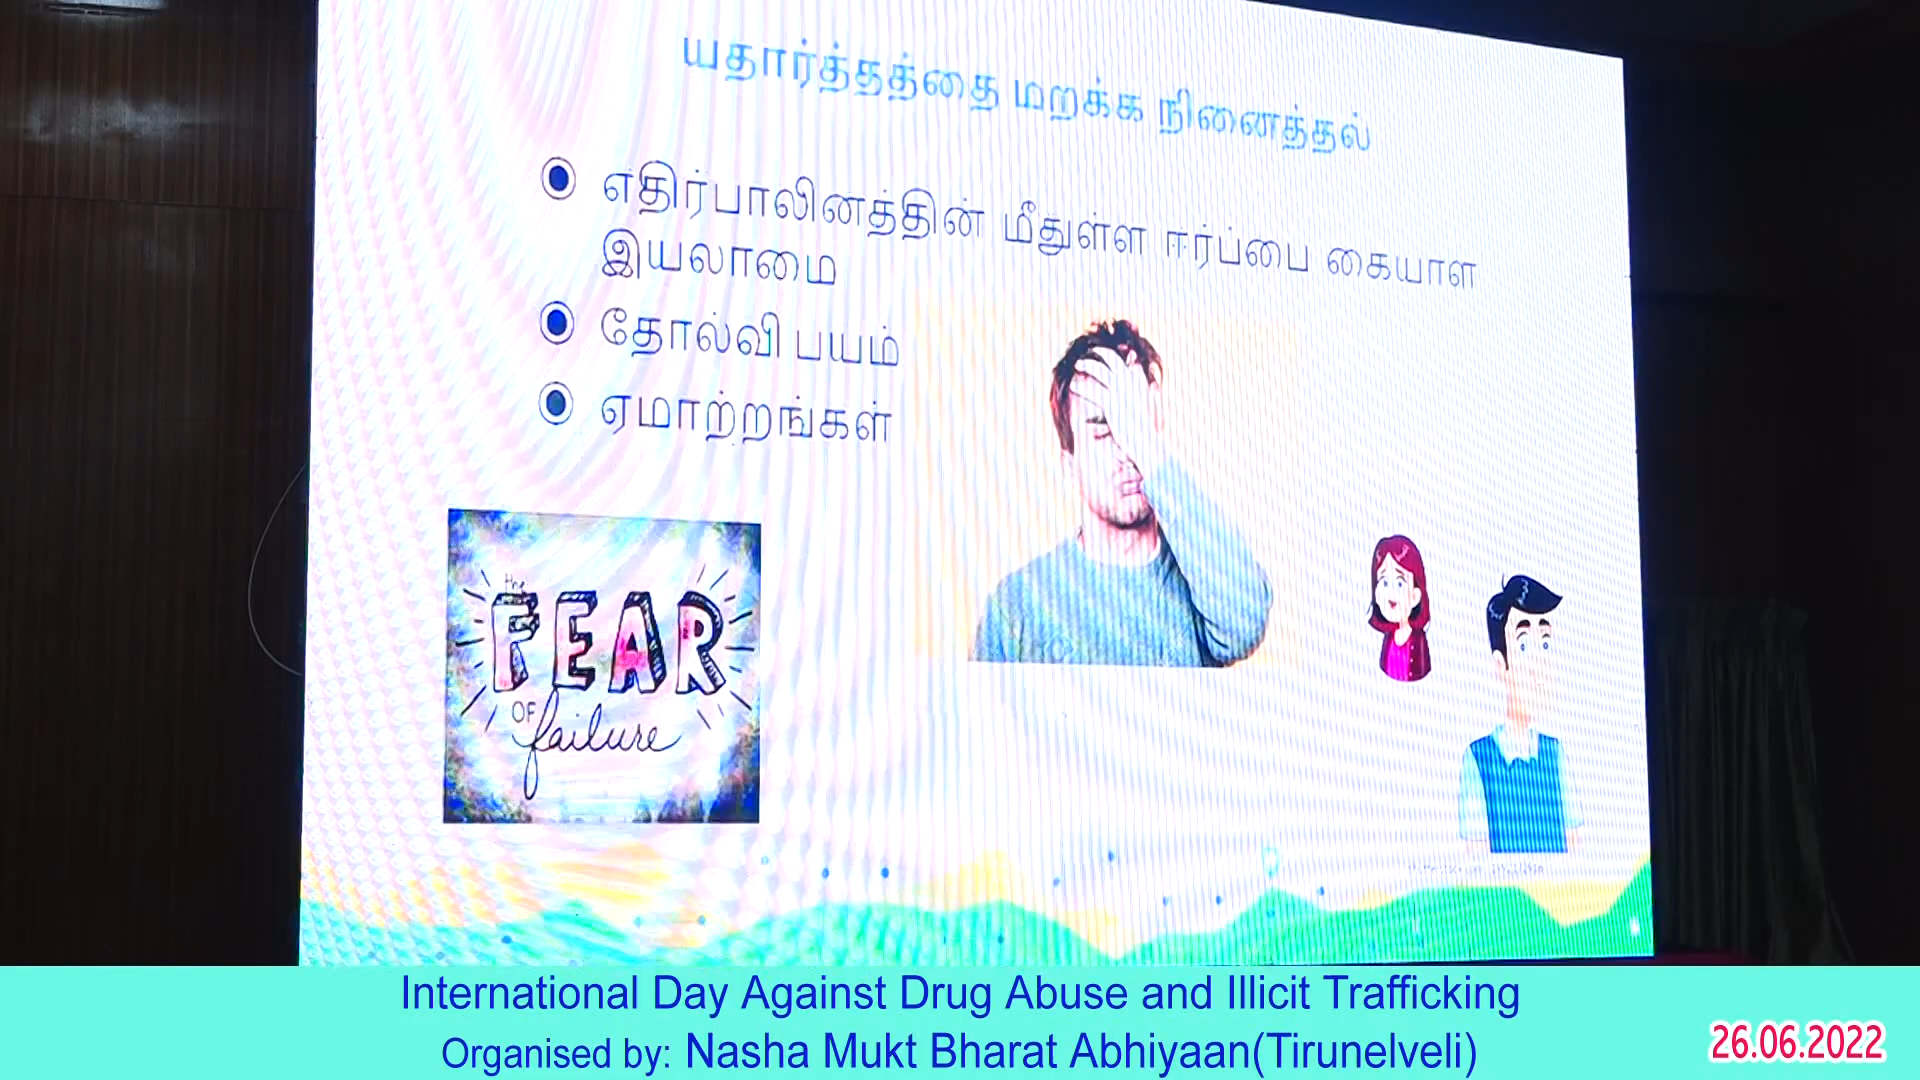 யதார்த்தத்தை மறக்க நினைத்தல்
எதிர்பாலினத்தின் மீதுள்ள ஈர்ப்பை கையாள
இயலாமை
தோல்வி பயம்
ஏமாற்றங்கள்
the
FEAR
OF failure
International Day Against Drug Abuse and Illicit Trafficking
Organised by: Nasha Mukt Bharat Abhiyaan(Tirunelveli)
26.06.2022